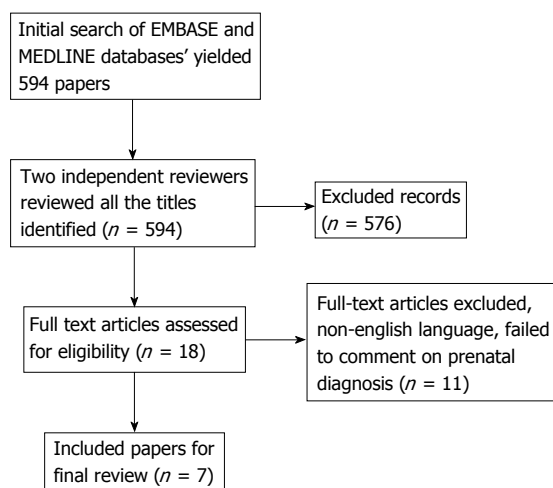 Initial search of EMBASE and
MEDLINE databases’ yielded
594 papers
Two independent reviewers
reviewed all the titles
identified (n = 594)
Excluded records
(n = 576)
Full text articles assessed
for eligibility (n = 18)
Full-text articles excluded,
non-english language, failed
to comment on prenatal
diagnosis (n = 11)
Included papers for
final review (n = 7)